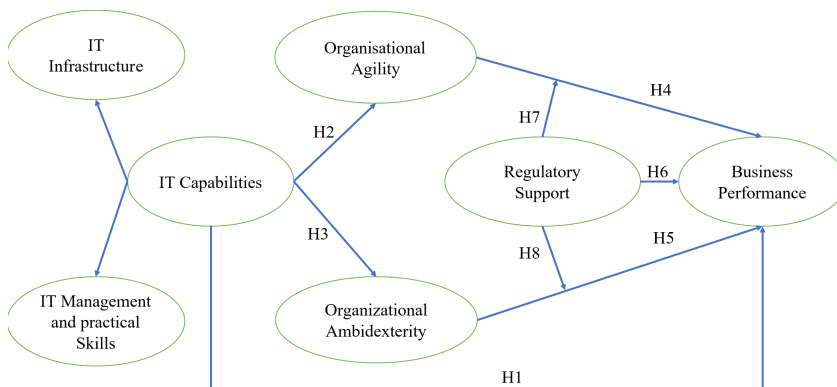 IT
Infrastructure
Organisational
Agility
H4
H2
H7
IT Capabilities
Regulatory
Support
H6
Business
Performance
H3
H8
H5
IT Management
and practical
Skills
Organizational
Ambidexterity
H1